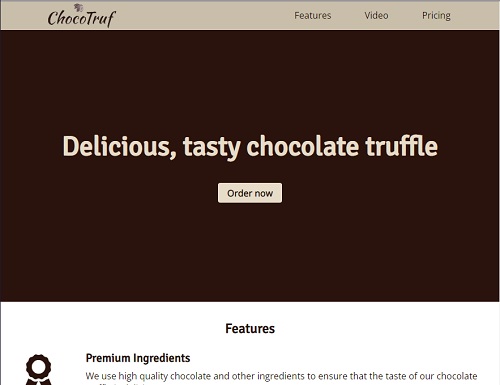 ChocoTruf
Features Video Pricing
Delicious, tasty chocolate truffle
Order now
Features
Premium Ingredients
We use high quality chocolate and other ingredients to ensure that the taste of our chocolate